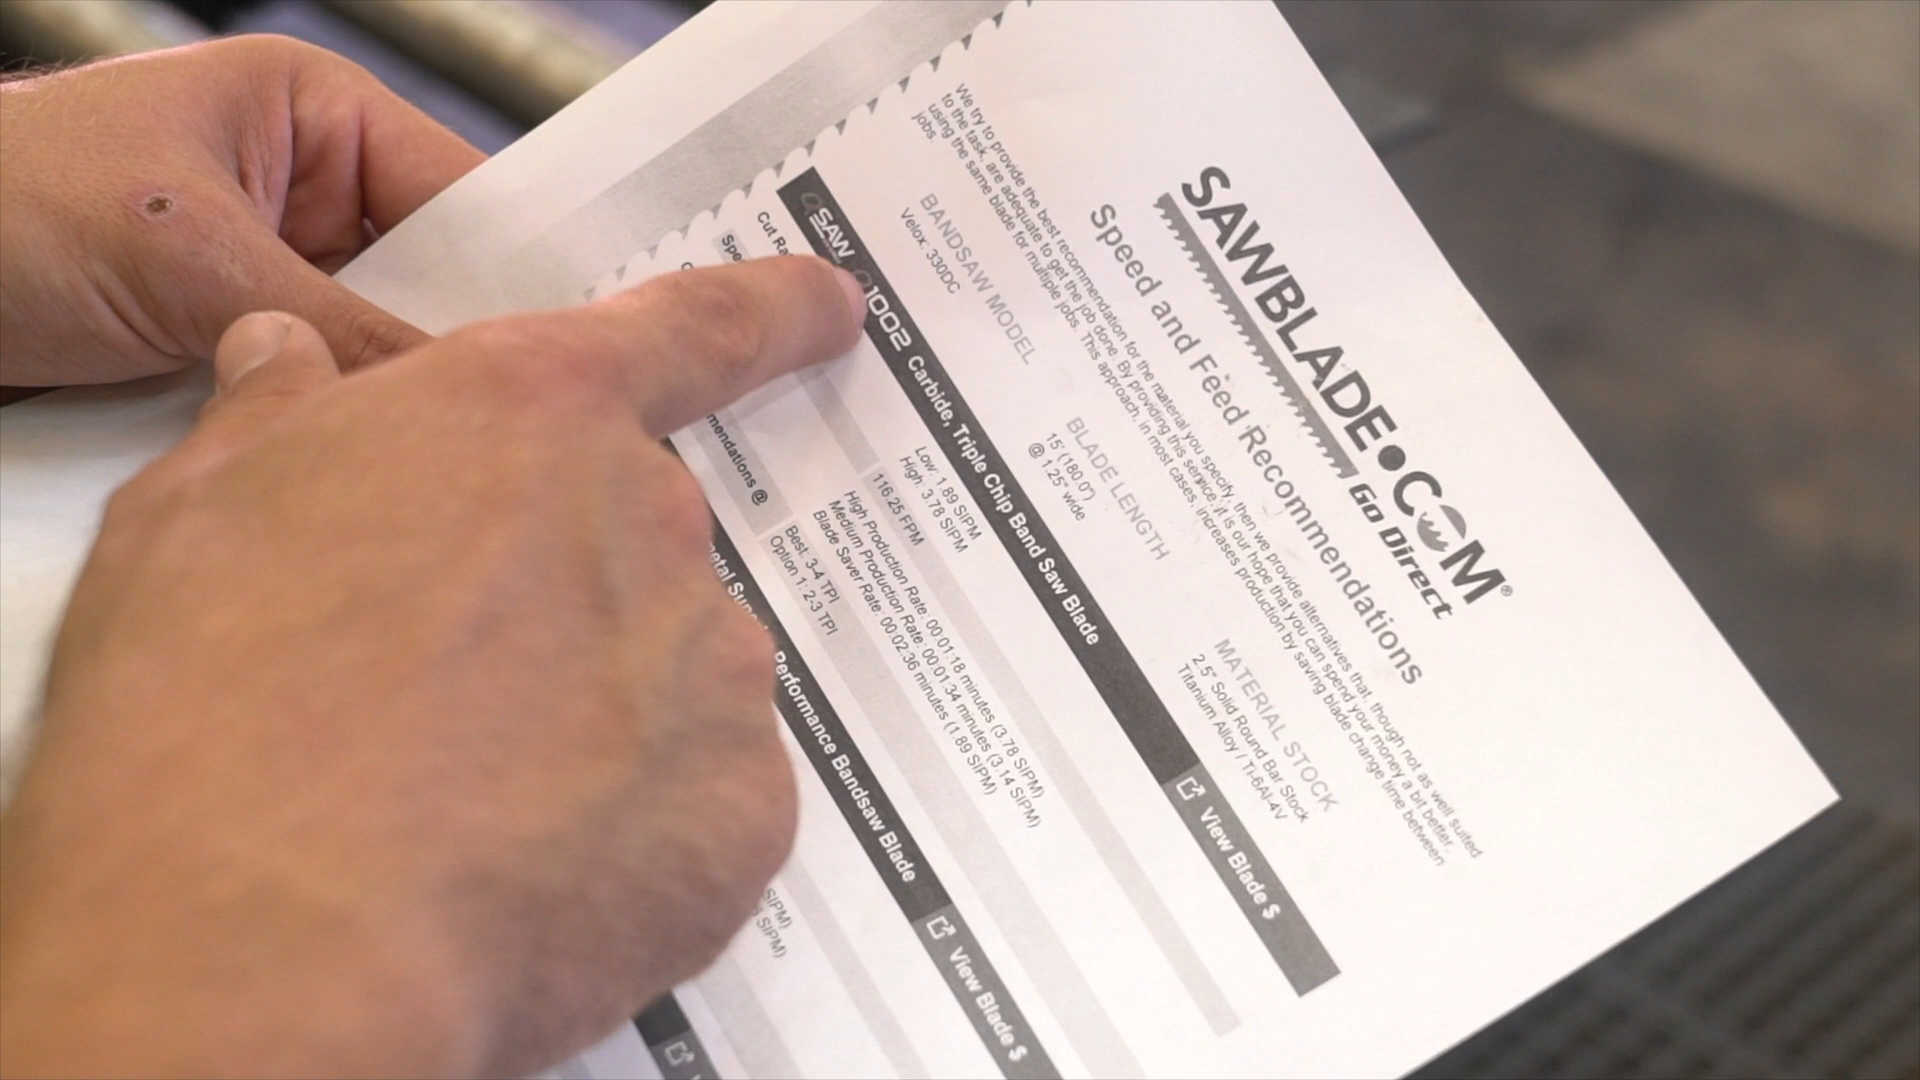 SAWBLADE.COM®
Go Direct
Speed and Feed Recommendations
We try to provide the best recommendation for the material you specify, then we provide alternatives that, though not as well suited
to the task, are adequate to get the job done. By providing this service, it is our hope that you can spend your money a bit better,
using the same blade for multiple jobs. This approach, in most cases, increases production by saving blade change time between
jobs.
BANDSAW MODEL
Velox: 330DC
BLADE LENGTH
15' (180.0")
@ 1.25" wide
MATERIAL STOCK
2.5" Solid Round Bar Stock
Titanium Alloy / Ti-6Al-4V
QSAW Q1002 Carbide, Triple Chip Band Saw Blade View Blade $
Cut
Low: 1.89 SIPM
High: 3.78 SIPM
116.25 FPM
High Production Rate: 00:01:18 minutes (3.78 SIPM)
Medium Production Rate: 00:01:34 minutes (3.14 SIPM)
Blade Saver Rate: 00:02:36 minutes (1.89 SIPM)
mendations @
Best: 3-4 TPI
Option 1: 2-3 TPI
Performance Bandsaw Blade View Blade $
SIPM)
SIPM)